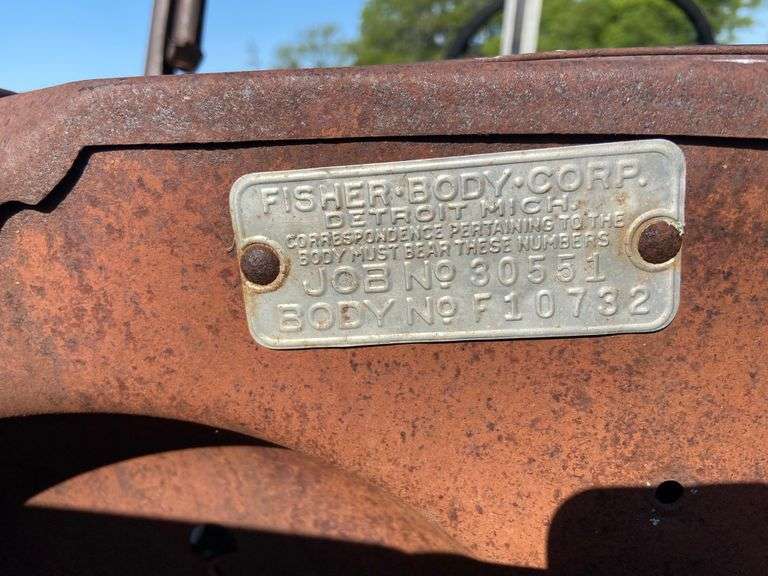 FISHER·BODY·CORP.
DETROIT MICH.
CORRESPONDENCE PERTAINING TO THE
BODY MUST BEAR THESE NUMBERS
JOB Nº 30551
BODY Nº F10732